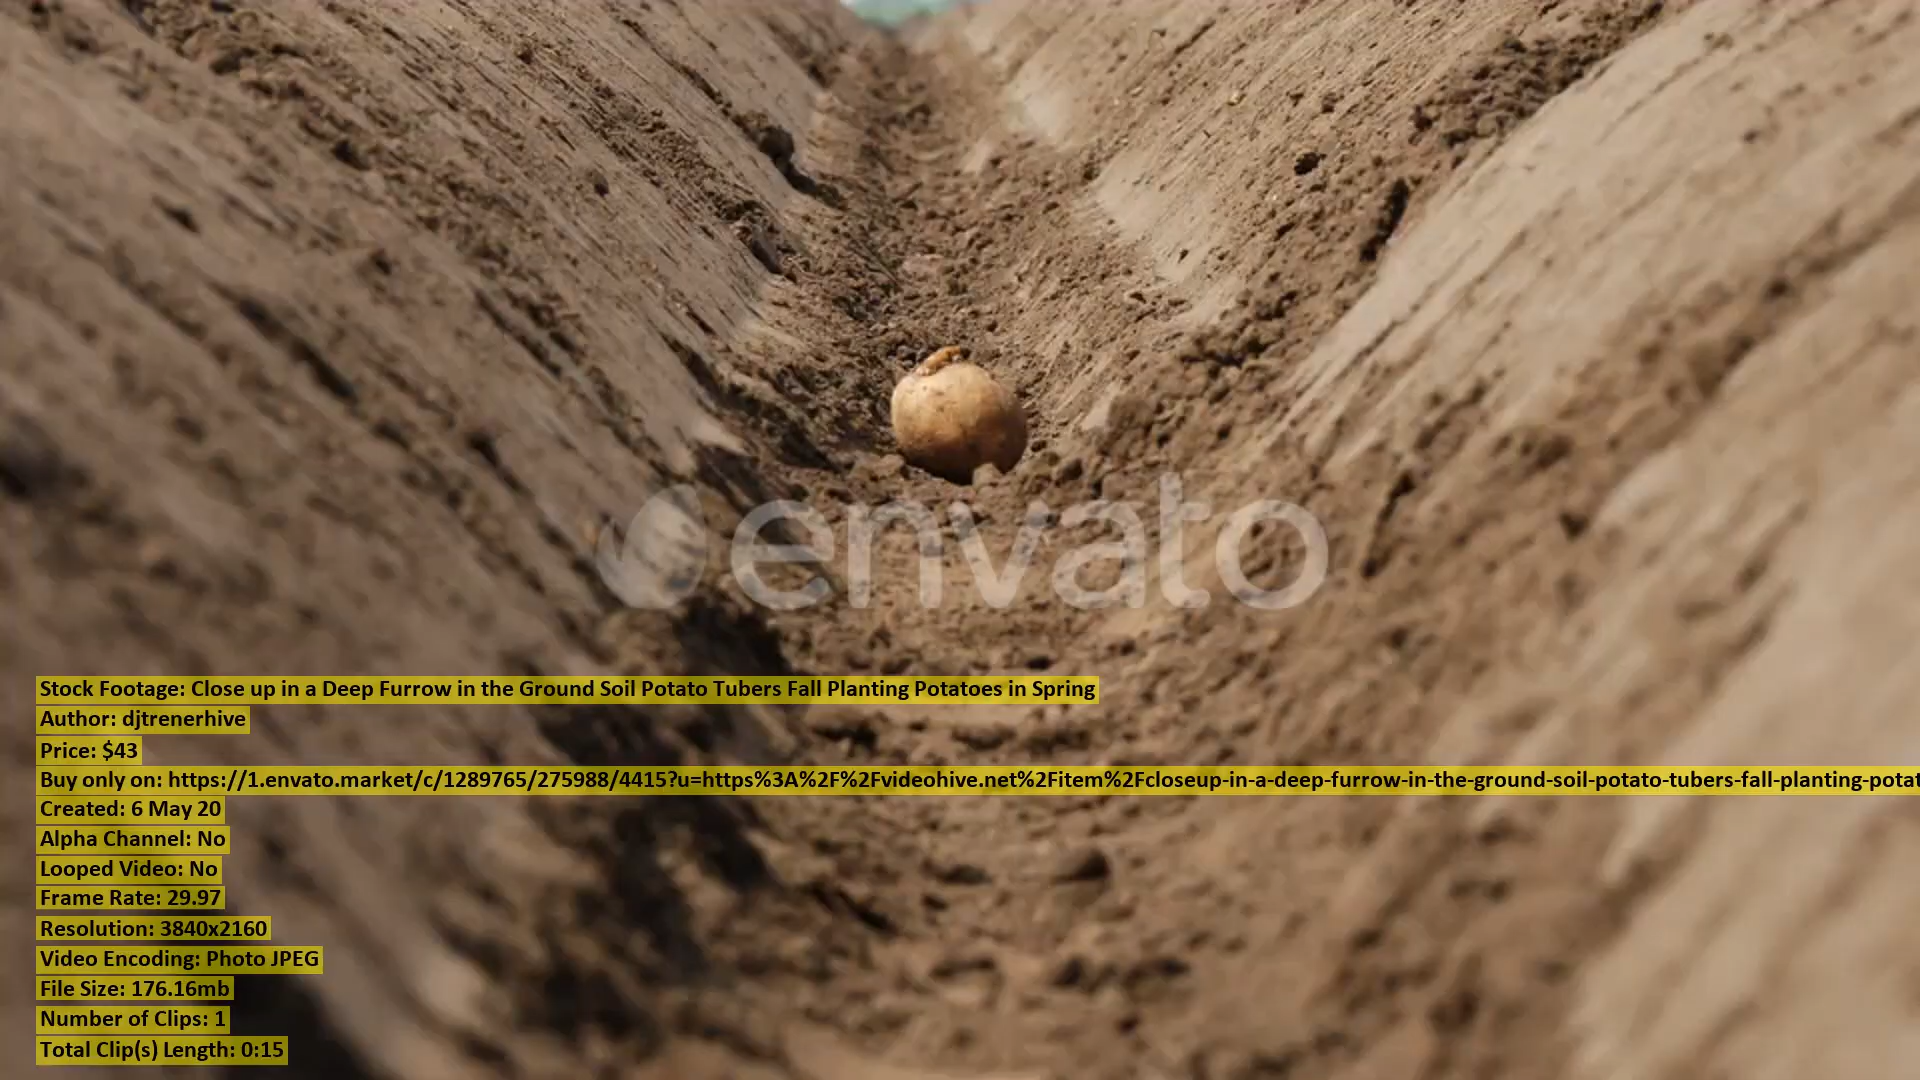 envato
Stock Footage: Close up in a Deep Furrow in the Ground Soil Potato Tubers Fall Planting Potatoes in Spring
Author: djtrenerhive
Price: $43
Buy only on: https://1.envato.market/c/1289765/275988/4415?u=https%3A%2F%2Fvideohive.net%2Fitem%2Fcloseup-in-a-deep-furrow-in-the-ground-soil-potato-tubers-fall-planting-potat
Created: 6 May 20
Alpha Channel: No
Looped Video: No
Frame Rate: 29.97
Resolution: 3840x2160
Video Encoding: Photo JPEG
File Size: 176.16mb
Number of Clips: 1
Total Clip(s) Length: 0:15